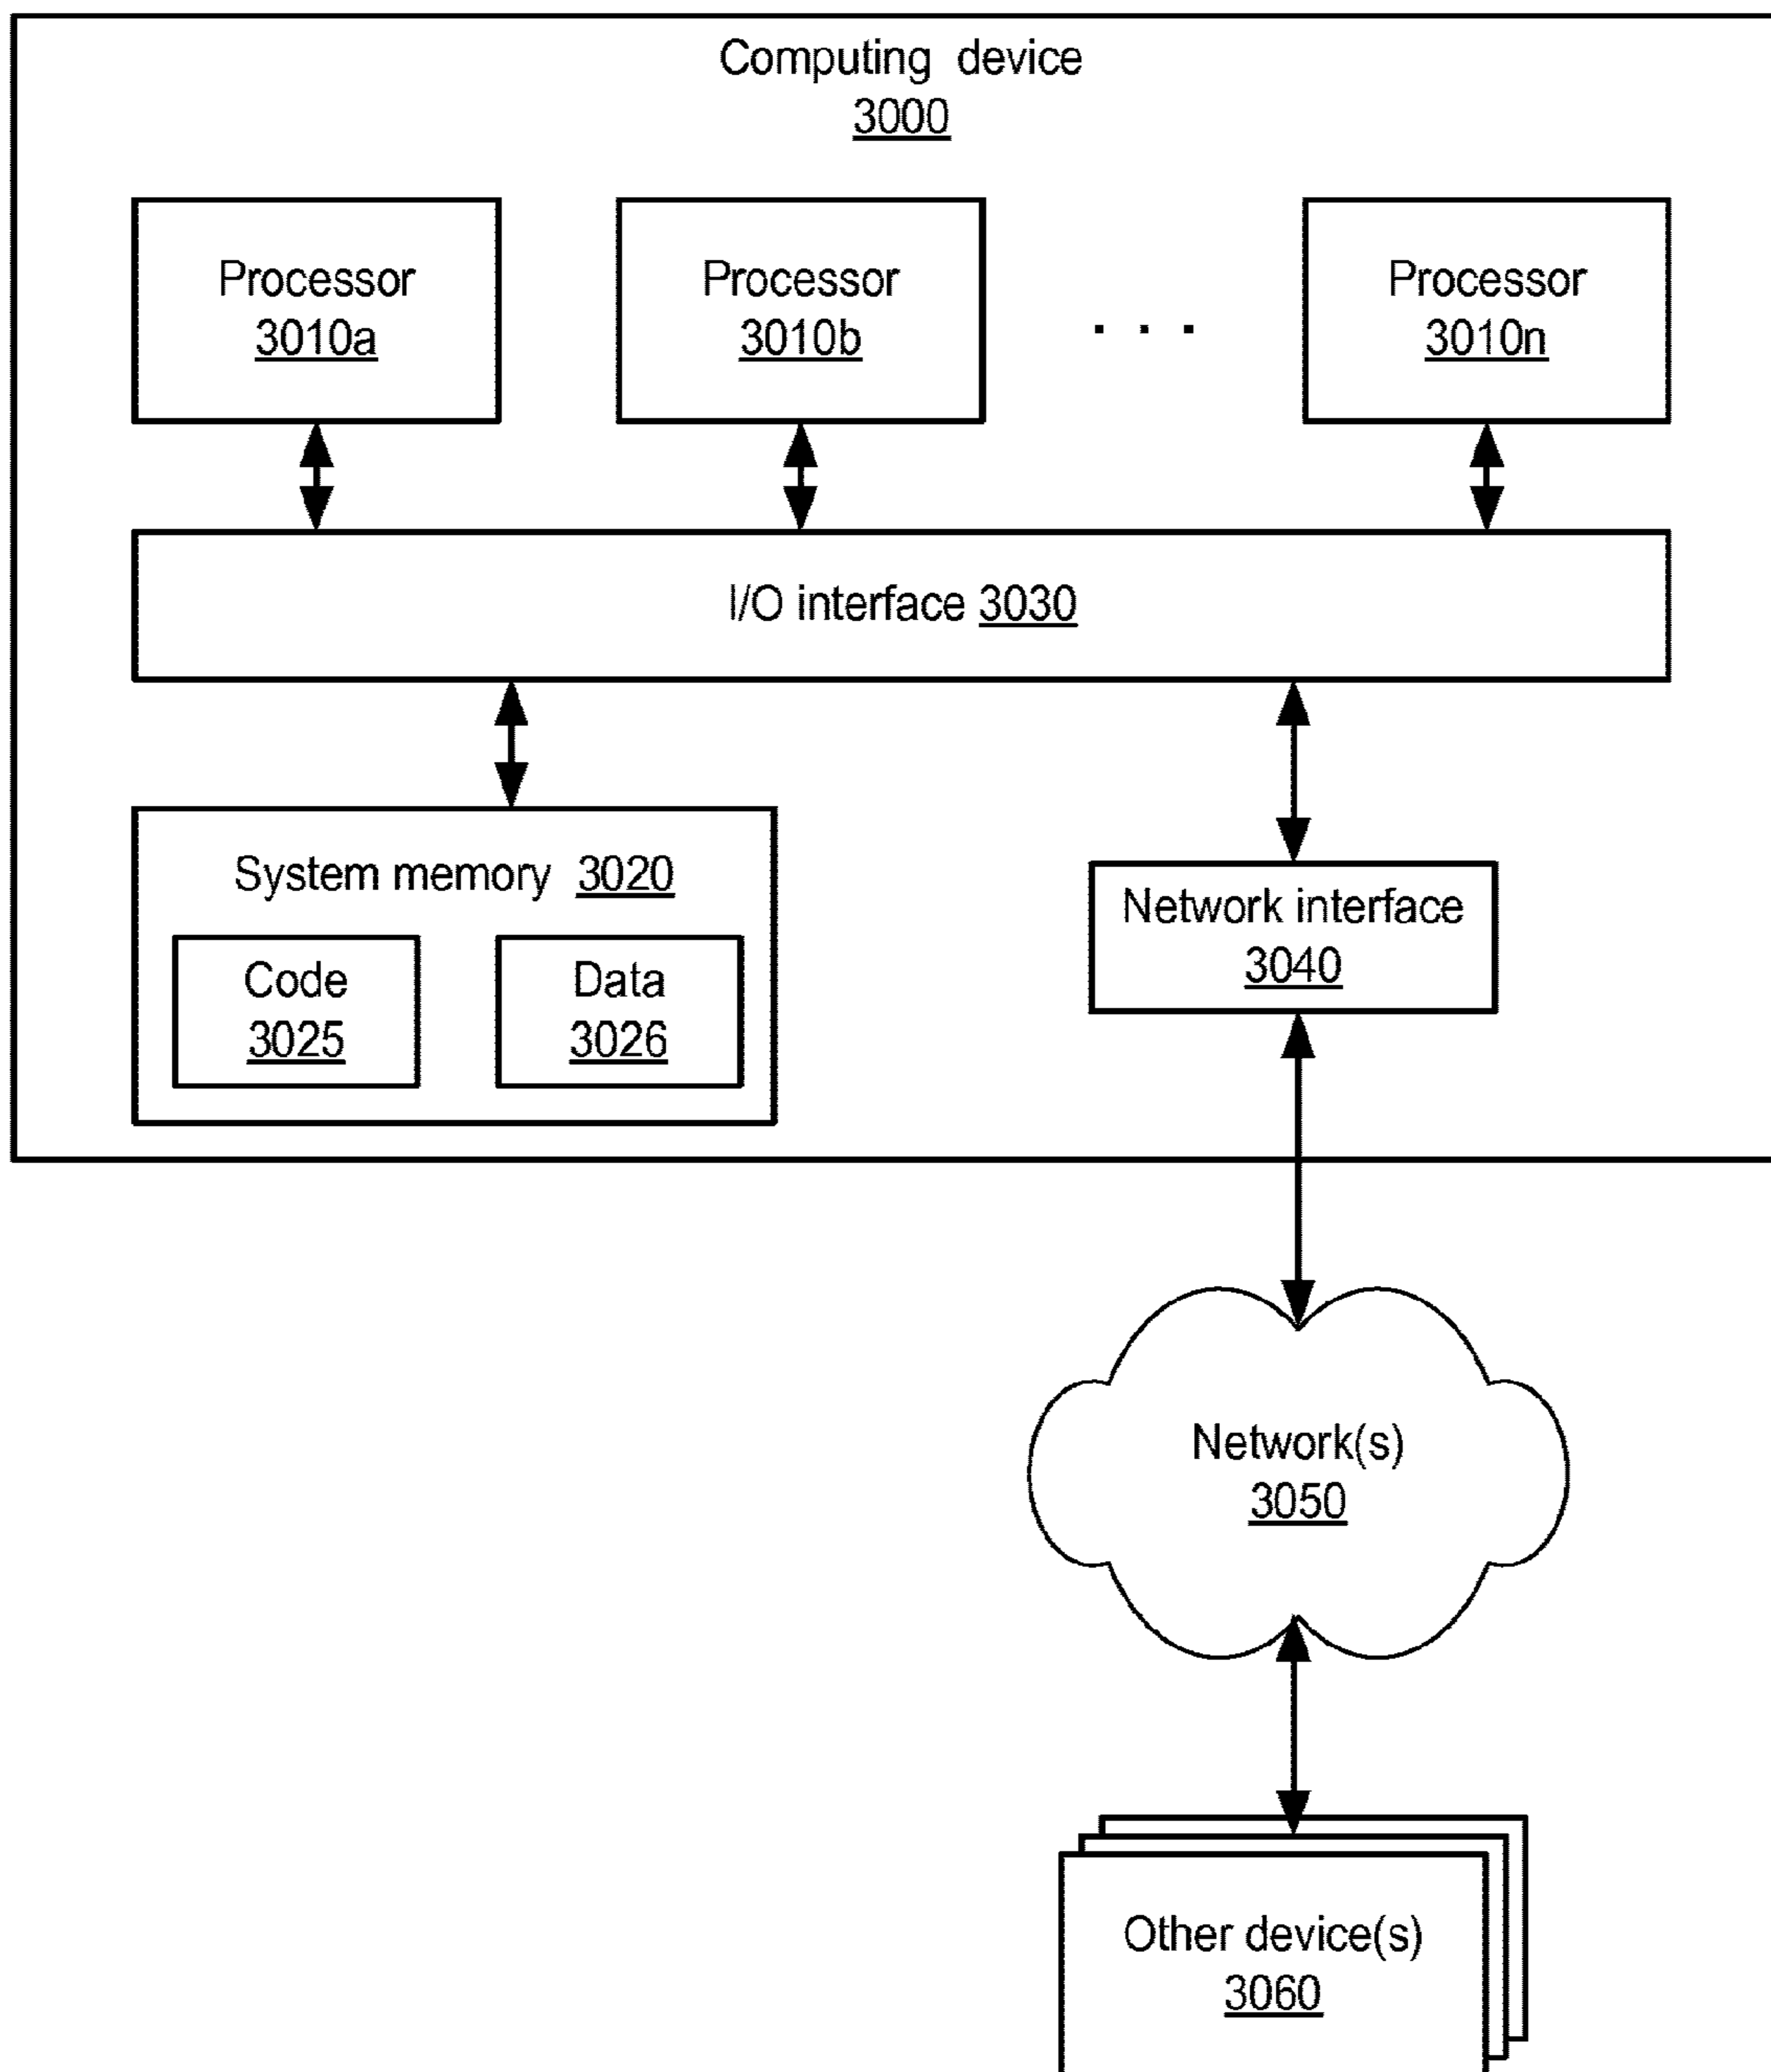 Computing device
3000
Processor
3010a
Processor
3010b
. . .
Processor
3010n
I/O interface 3030
System memory 3020
Code
3025
Data
3026
Network interface
3040
Network(s)
3050
Other device(s)
3060